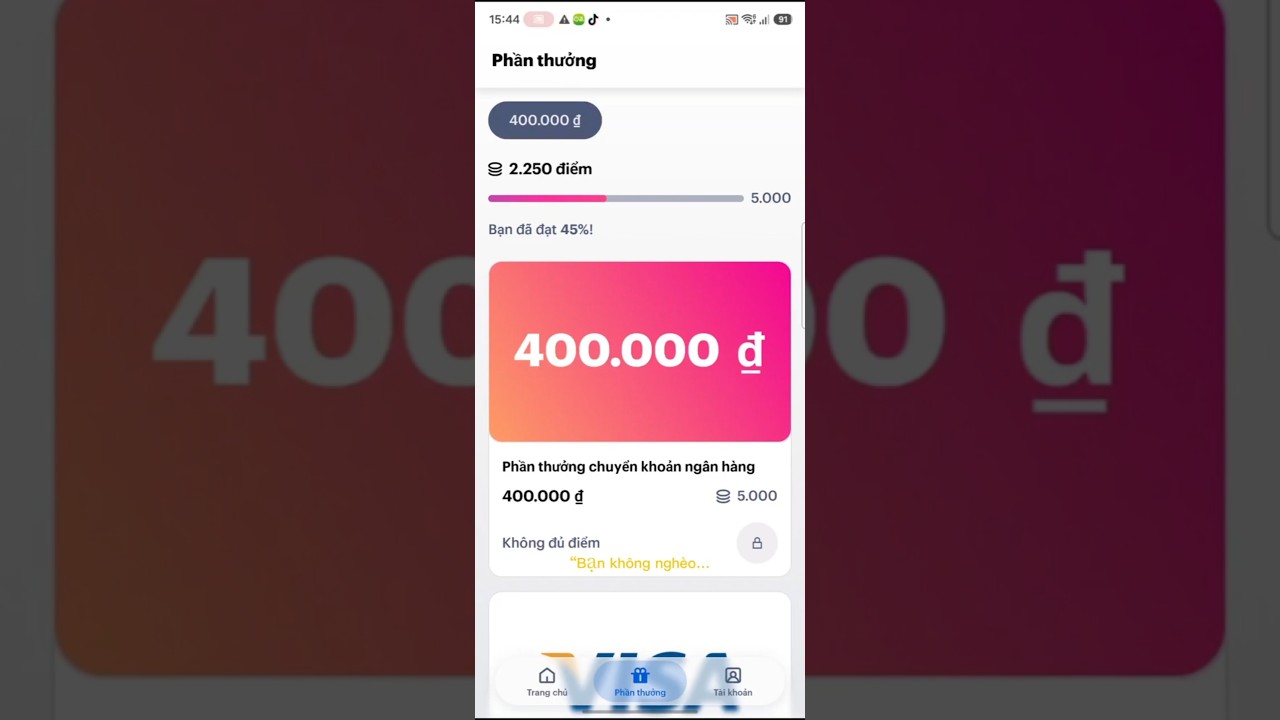 15:44
91
Phần thưởng
400.000 ₫
2.250 điểm
5.000
Bạn đã đạt 45%!
400.000 ₫
Phần thưởng chuyển khoản ngân hàng
400.000 ₫
5.000
Không đủ điểm
“Bạn không nghèo...
VISA
Trang chủ
Phần thưởng
Tài khoản